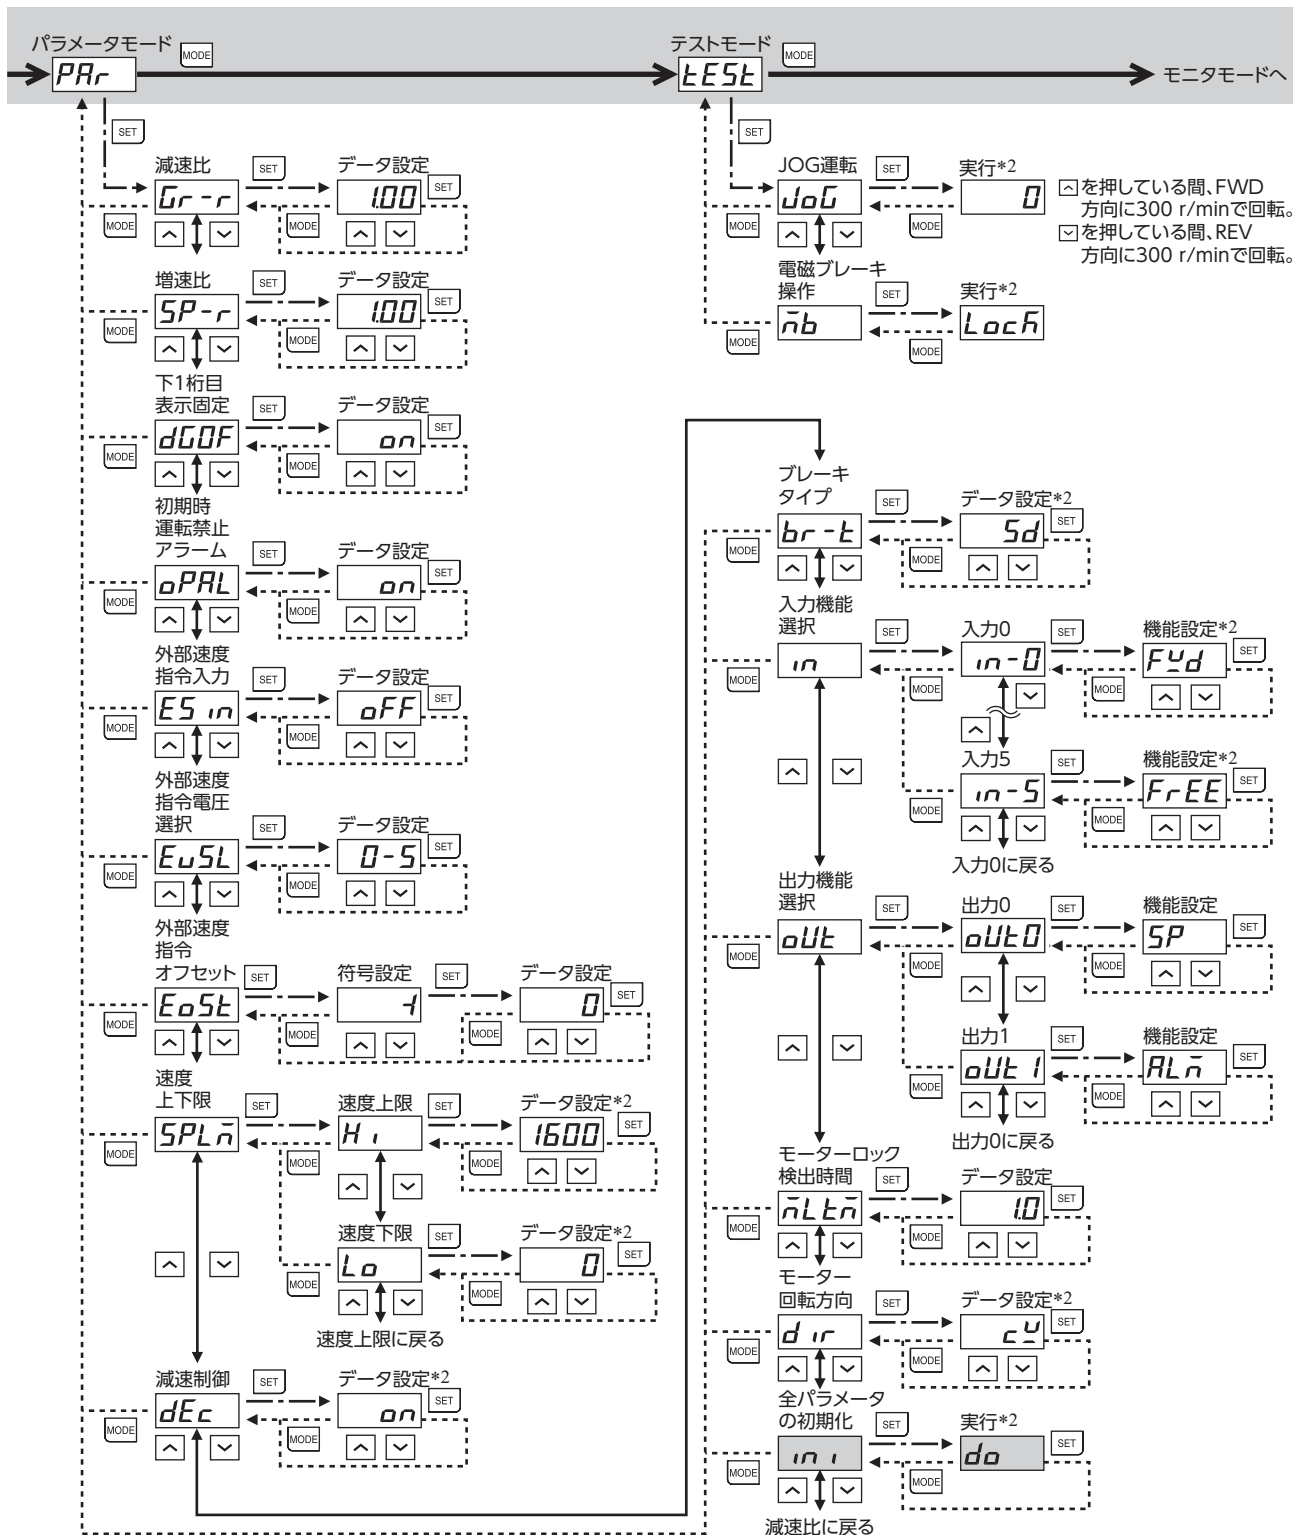 パラメータモード
MODE
PAr
テストモード
MODE
tESt
モニタモードへ
SET
減速比
SET
データ設定
Gr-r
1.00
SET
MODE
MODE
増速比
SET
データ設定
SP-r
1.00
SET
MODE
MODE
下1桁目
表示固定
SET
データ設定
dGOF
on
SET
MODE
MODE
初期時
運転禁止
アラーム
SET
データ設定
oPAL
on
SET
MODE
MODE
外部速度
指令入力
SET
データ設定
ES in
oFF
SET
MODE
MODE
外部速度
指令電圧
選択
SET
データ設定
EvSL
0-5
SET
MODE
MODE
外部速度
指令
オフセット
SET
符号設定
SET
データ設定
EoSt
0
SET
MODE
MODE
MODE
速度
上下限
SET
速度上限
SET
データ設定*2
SPLm
Hi
1600
SET
MODE
MODE
MODE
速度下限
SET
データ設定*2
Lo
0
SET
MODE
MODE
速度上限に戻る
減速制御
SET
データ設定*2
dEc
on
SET
MODE
MODE
SET
JOG運転
SET
実行*2
JoG
0
MODE
MODE
を押している間、FWD
方向に300 r/minで回転。
を押している間、REV
方向に300 r/minで回転。
電磁ブレーキ
操作
SET
実行*2
mb
Lock
MODE
MODE
ブレーキ
タイプ
SET
データ設定*2
br-t
Sd
SET
MODE
MODE
入力機能
選択
SET
入力0
SET
機能設定*2
in
in-0
Fwd
SET
MODE
MODE
MODE
入力5
SET
機能設定*2
in-5
FrEE
SET
MODE
MODE
入力0に戻る
出力機能
選択
SET
出力0
SET
機能設定
oUt
oUt0
SP
SET
MODE
MODE
MODE
出力1
SET
機能設定
oUt1
ALm
SET
MODE
MODE
出力0に戻る
モーターロック
検出時間
SET
データ設定
mLtm
1.0
SET
MODE
MODE
モーター
回転方向
SET
データ設定*2
dir
cw
SET
MODE
MODE
全パラメータ
の初期化
SET
実行*2
ini
do
SET
MODE
MODE
減速比に戻る